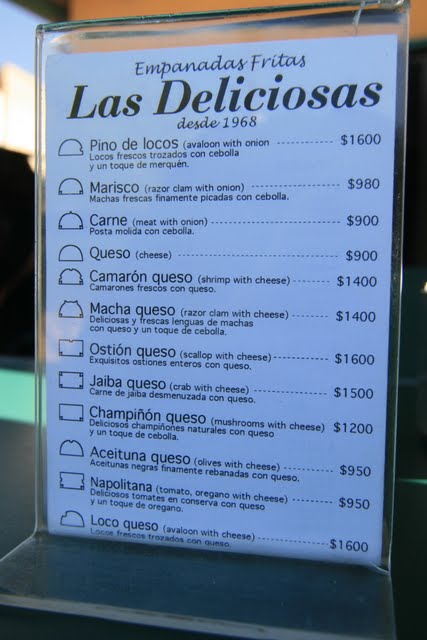 Empanadas Fritas
Las Deliciosas
desde 1968
Pino de locos (avaloon with onion ---------- $1600
Locos frescos trozados con cebolla
y un toque de merquén.
Marisco (razor clam with onion) ---------- $980
Machas frescas finamente picadas con cebolla.
Carne (meat with onion) ---------- $900
Posta molida con cebolla.
Queso (cheese) ---------- $900
Camarón queso (shrimp with cheese) ---------- $1400
Camarones frescos con queso.
Macha queso (razor clam with cheese) ---------- $1400
Deliciosas y frescas lenguas de machas
con queso y un toque de cebolla.
Ostión queso (scallop with cheese) ---------- $1600
Exquisitos ostiones enteros con queso.
Jaiba queso (crab with cheese) ---------- $1500
Carne de jaiba desmenuzada con queso.
Champiñón queso (mushrooms with cheese) $1200
Deliciosos champiñones naturales con queso
y un toque de cebolla.
Aceituna queso (olives with cheese) ---------- $950
Aceitunas negras finamente rebanadas con queso.
Napolitana (tomato, oregano with cheese) ---------- $950
Deliciosos tomates en conserva con queso
y un toque de oregano.
Loco queso (avaloon with cheese) ---------- $1600
Locos frescos trozados con queso.